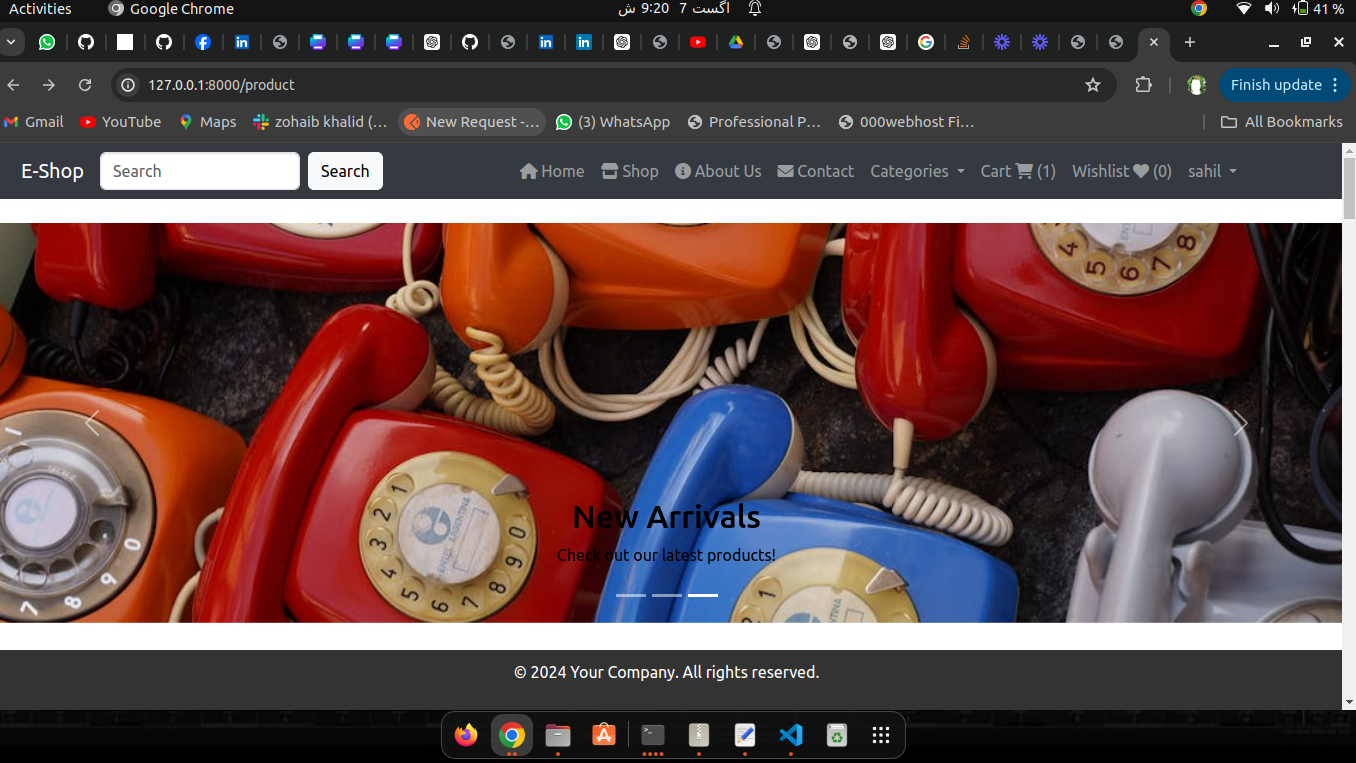 Activities
Google Chrome
ش 9:20 7 اگست
41 %
127.0.0.1:8000/product
Finish update
Gmail
YouTube
Maps
zohaib khalid (…
New Request -…
(3) WhatsApp
Professional P…
000webhost Fi…
All Bookmarks
E-Shop
Search
Search
Home
Shop
About Us
Contact
Categories
Cart (1)
Wishlist (0)
sahil
New Arrivals
Check out our latest products!
© 2024 Your Company. All rights reserved.